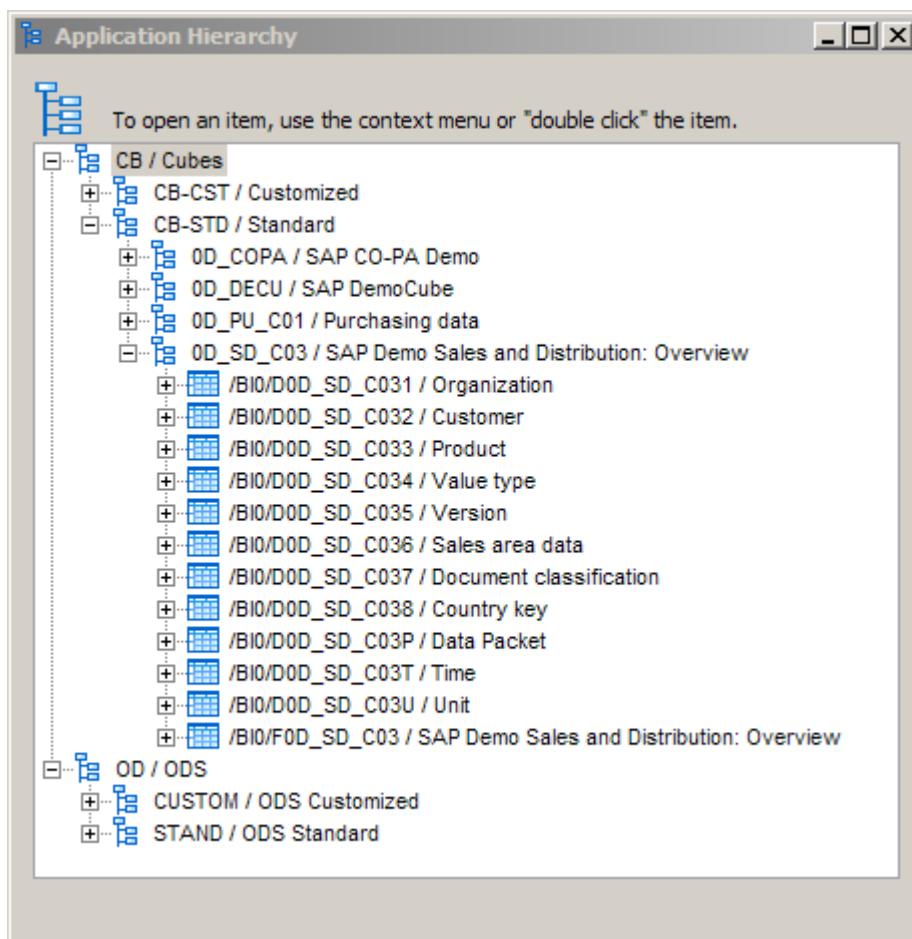 Application Hierarchy
To open an item, use the context menu or "double click" the item.
CB / Cubes
CB-CST / Customized
CB-STD / Standard
0D_COPA / SAP CO-PA Demo
0D_DECU / SAP DemoCube
0D_PU_C01 / Purchasing data
0D_SD_C03 / SAP Demo Sales and Distribution: Overview
/BI0/D0D_SD_C031 / Organization
/BI0/D0D_SD_C032 / Customer
/BI0/D0D_SD_C033 / Product
/BI0/D0D_SD_C034 / Value type
/BI0/D0D_SD_C035 / Version
/BI0/D0D_SD_C036 / Sales area data
/BI0/D0D_SD_C037 / Document classification
/BI0/D0D_SD_C038 / Country key
/BI0/D0D_SD_C03P / Data Packet
/BI0/D0D_SD_C03T / Time
/BI0/D0D_SD_C03U / Unit
/BI0/F0D_SD_C03 / SAP Demo Sales and Distribution: Overview
OD / ODS
CUSTOM / ODS Customized
STAND / ODS Standard